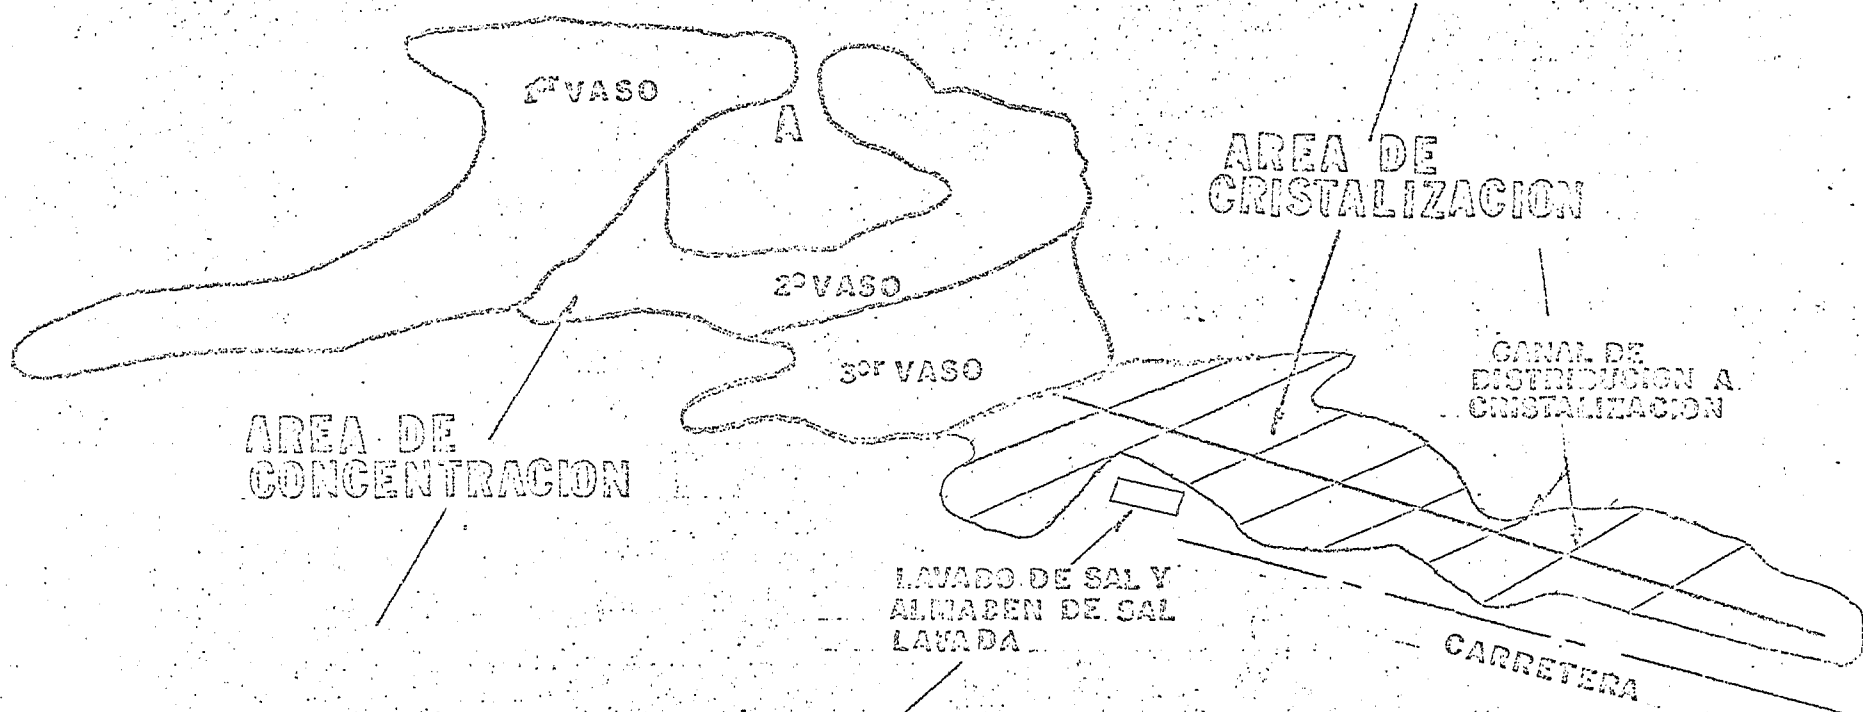 1er VASO
A
AREA DE
CRISTALIZACION
2º VASO
CANAL DE
DISTRIBUCION A
CRISTALIZACION
3or VASO
AREA DE
CONCENTRACION
LAVADO DE SAL Y
ALMACEN DE SAL
LAVADA
CARRETERA